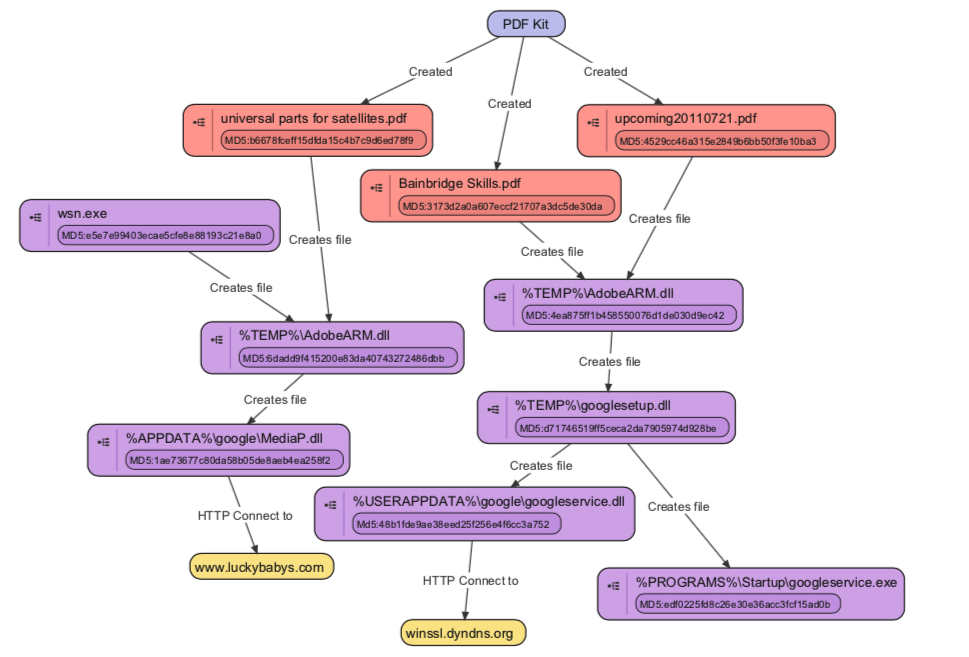 PDF Kit
Created
Created
Created
universal parts for satellites.pdf
MD5:b6678fceff15dfda15c4b7c9d6ed78f9
upcoming20110721.pdf
MD5:4529cc46a315e2849b6bb50f3fe10ba3
Bainbridge Skills.pdf
MD5:3173d2a0a607eccf21707a3dc5de30da
wsn.exe
MD5:e5e7e99403ecae5cfe8e88193c21e8a0
Creates file
Creates file
Creates file
Creates file
%TEMP%\AdobeARM.dll
MD5:4ea875ff1b458550076d1de030d9ec42
%TEMP%\AdobeARM.dll
MD5:6dadd9f415200e83da40743272486dbb
Creates file
Creates file
%TEMP%\googlesetup.dll
MD5:d71746519ff5ceca2da7905974d928be
%APPDATA%\google\MediaP.dll
MD5:1ae73677c80da58b05de8aeb4ea258f2
Creates file
Creates file
%USERAPPDATA%\google\googleservice.dll
Md5:48b1fde9ae38eed25f256e4f6cc3a752
HTTP Connect to
www.luckybabys.com
HTTP Connect to
%PROGRAMS%\Startup\googleservice.exe
MD5:edf0225fd8c26e30e36acc3fcf15ad0b
winssl.dyndns.org